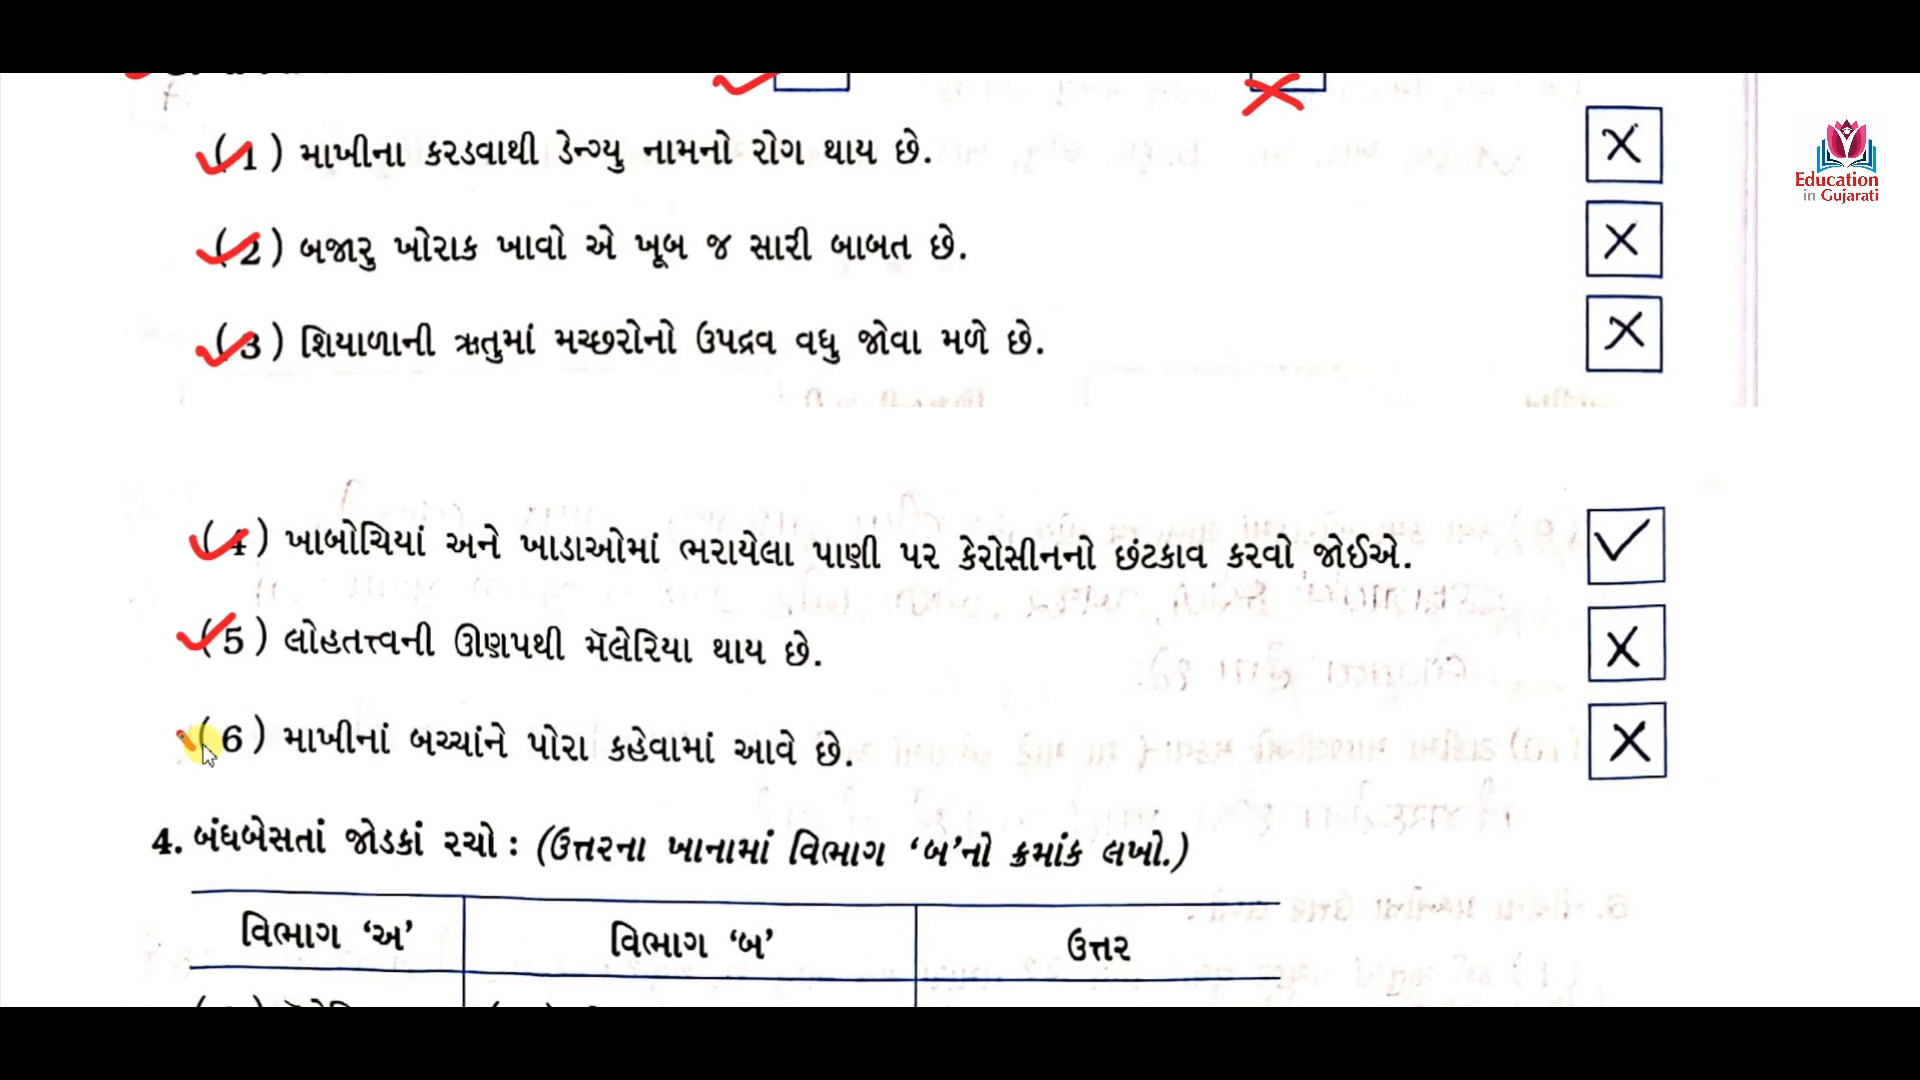 (1) માખીના કરડવાથી ડેન્ગ્યુ નામનો રોગ થાય છે.
Education
in Gujarati
(2) બજારુ ખોરાક ખાવો એ ખૂબ જ સારી બાબત છે.
(3) શિયાળાની ઋતુમાં મચ્છરોનો ઉપદ્રવ વધુ જોવા મળે છે.
(4) ખાબોચિયાં અને ખાડાઓમાં ભરાયેલા પાણી પર કેરોસીનનો છંટકાવ કરવો જોઈએ.
(5) લોહતત્ત્વની ઊણપથી મૅલેરિયા થાય છે.
(6) માખીનાં બચ્ચાંને પોરા કહેવામાં આવે છે.
4. બંધબેસતાં જોડકાં રચો : (ઉત્તરના ખાનામાં વિભાગ ‘બ’નો ક્રમાંક લખો.)
વિભાગ ‘અ’ વિભાગ ‘બ’ ઉત્તર